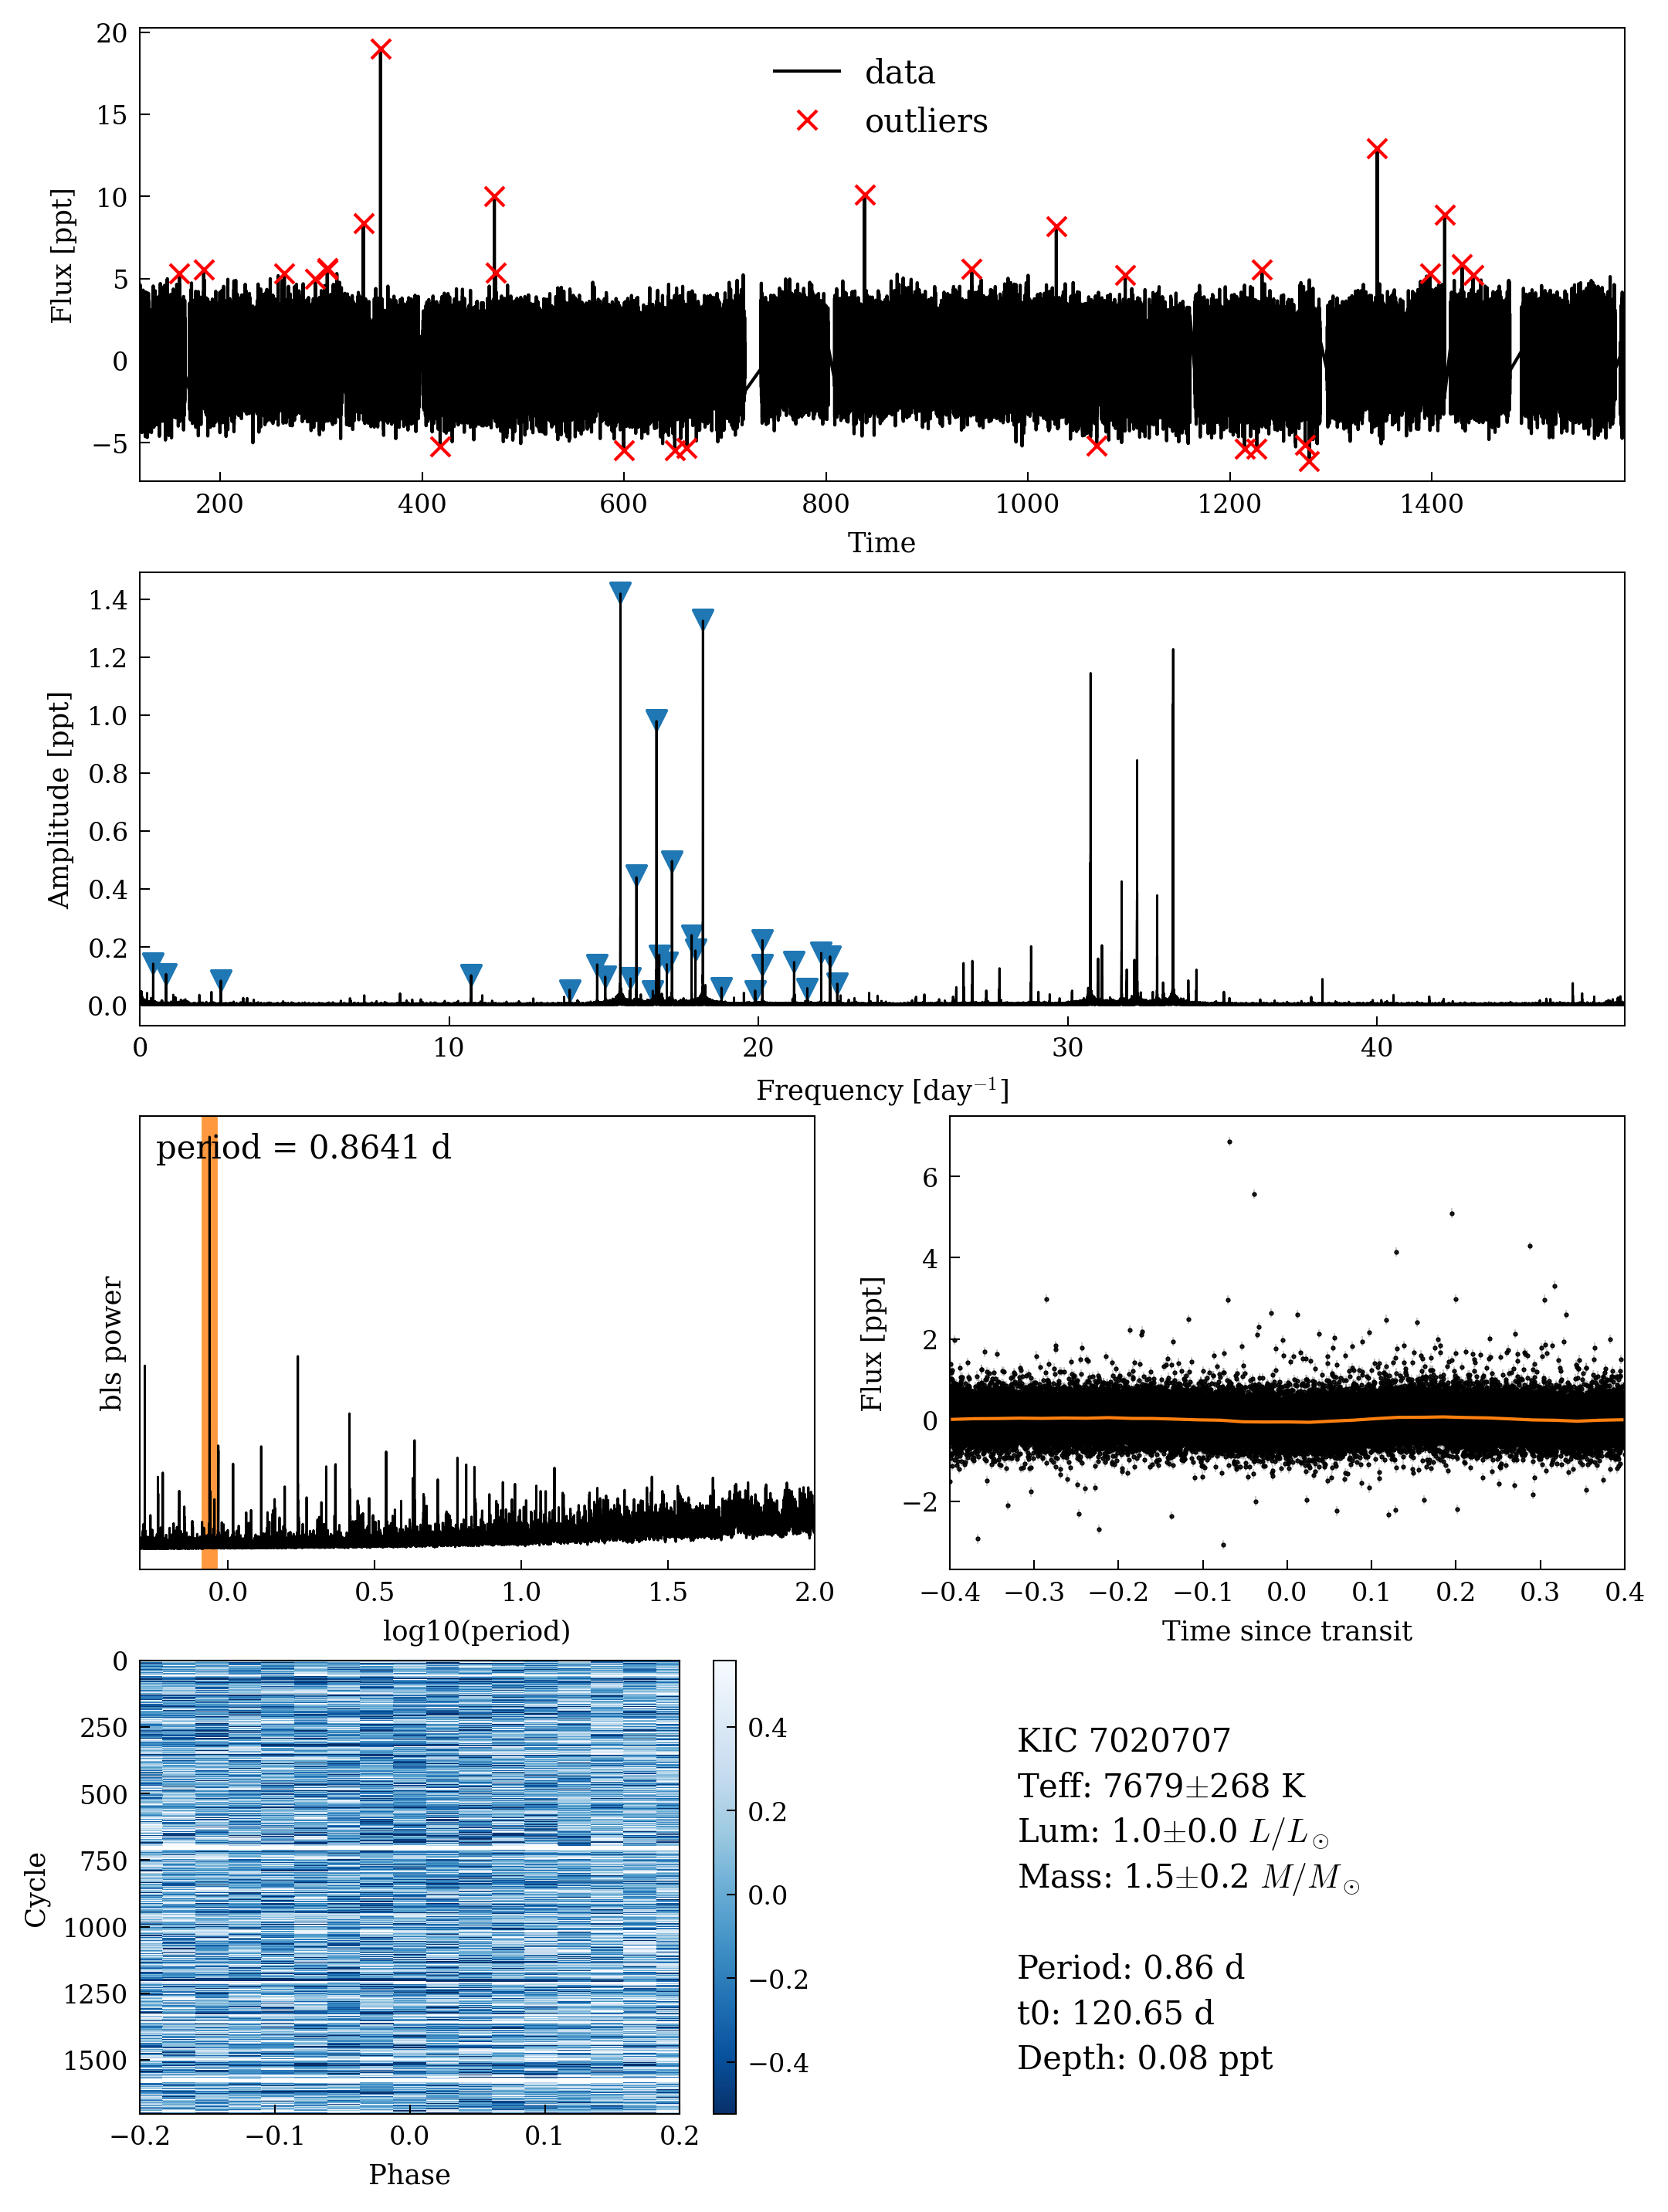 20
15
10
5
0
−5
Flux [ppt]
data
outliers
200 400 600 800 1000 1200 1400
Time
1.4
1.2
1.0
0.8
0.6
0.4
0.2
0.0
Amplitude [ppt]
0 10 20 30 40
Frequency [day⁻¹]
period = 0.8641 d
bls power
0.0 0.5 1.0 1.5 2.0
log10(period)
6
4
2
0
−2
Flux [ppt]
−0.4 −0.3 −0.2 −0.1 0.0 0.1 0.2 0.3 0.4
Time since transit
0
250
500
750
1000
1250
1500
Cycle
−0.2 −0.1 0.0 0.1 0.2
Phase
0.4
0.2
0.0
−0.2
−0.4
KIC 7020707
Teff: 7679±268 K
Lum: 1.0±0.0 L/L⊙
Mass: 1.5±0.2 M/M⊙
Period: 0.86 d
t0: 120.65 d
Depth: 0.08 ppt